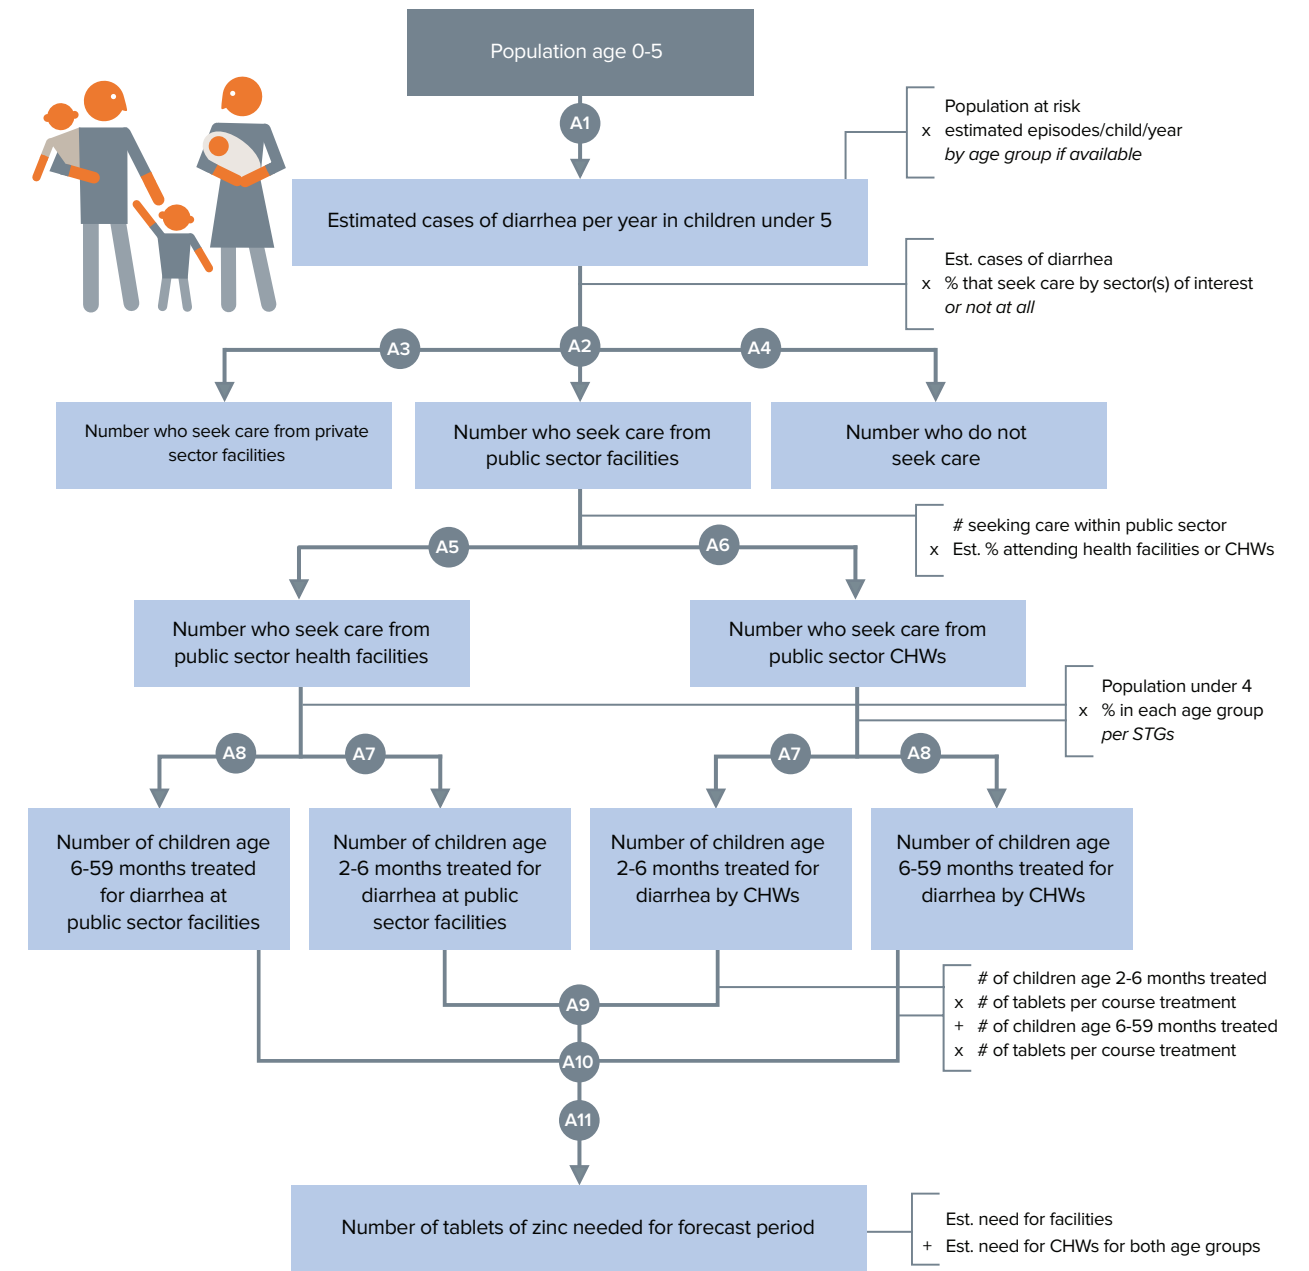 Population age 0-5
A1
Population at risk
x estimated episodes/child/year
by age group if available
Estimated cases of diarrhea per year in children under 5
Est. cases of diarrhea
x % that seek care by sector(s) of interest
or not at all
A3
A2
A4
Number who seek care from private
sector facilities
Number who seek care from
public sector facilities
Number who do not
seek care
# seeking care within public sector
x Est. % attending health facilities or CHWs
A5
A6
Number who seek care from
public sector health facilities
Number who seek care from
public sector CHWs
Population under 4
x % in each age group
per STGs
A8
A7
A7
A8
Number of children age
6-59 months treated
for diarrhea at
public sector facilities
Number of children age
2-6 months treated for
diarrhea at public
sector facilities
Number of children age
2-6 months treated for
diarrhea by CHWs
Number of children age
6-59 months treated for
diarrhea by CHWs
# of children age 2-6 months treated
x # of tablets per course treatment
+ # of children age 6-59 months treated
x # of tablets per course treatment
A9
A10
A11
Number of tablets of zinc needed for forecast period
Est. need for facilities
+ Est. need for CHWs for both age groups